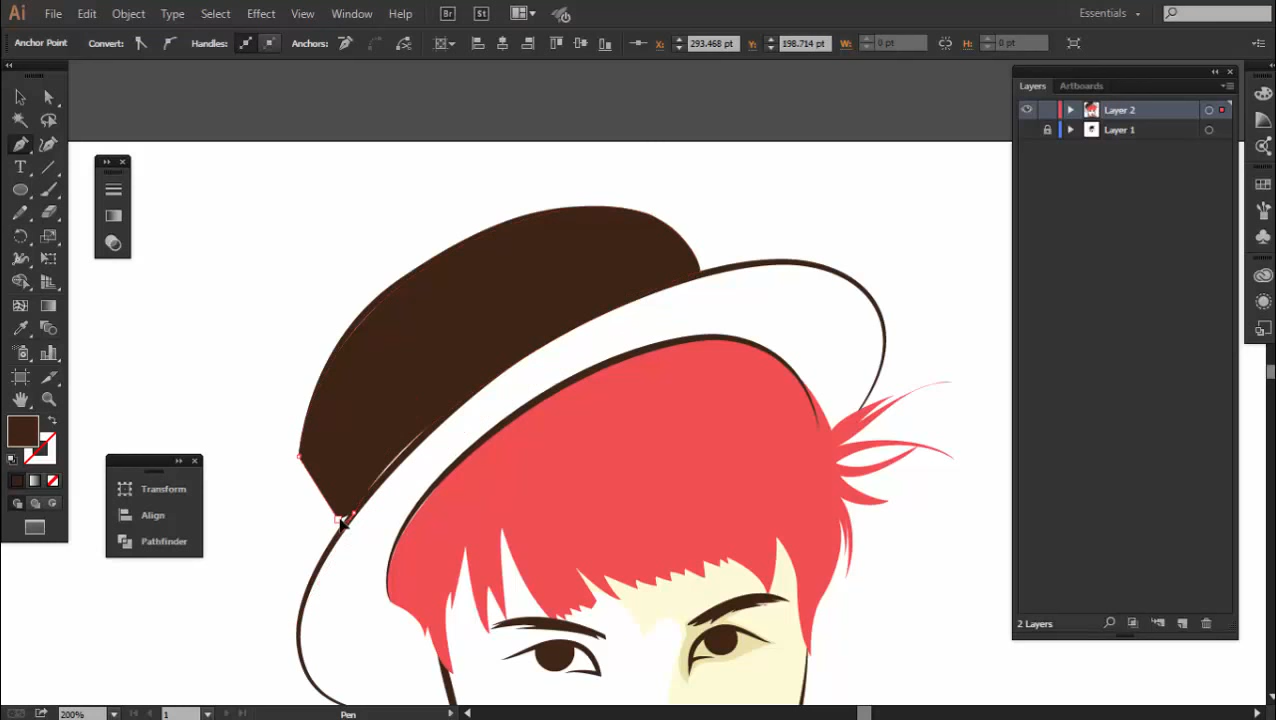 Ai File Edit Object Type Select Effect View Window Help Br St Essentials
Anchor Point Convert: Handles: Anchors: X: 293.468 pt Y: 198.714 pt W: 0 pt H: 0 pt
Layers Artboards
Layer 2
Layer 1
T
Transform
Align
Pathfinder
2 Layers
200% 1 Pen